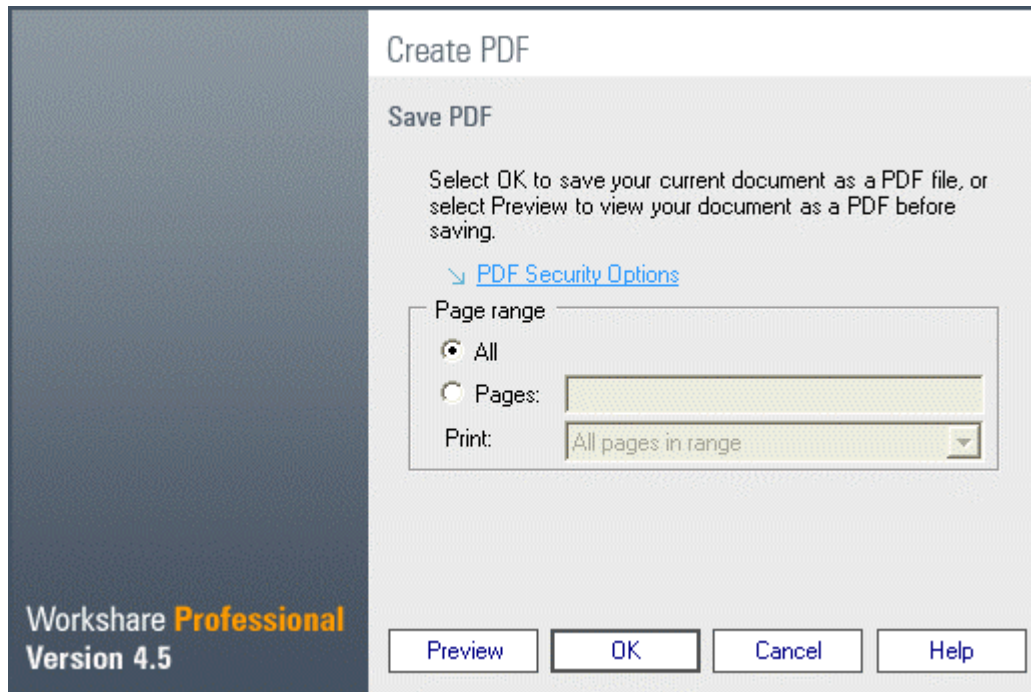 Create PDF
Save PDF
Select OK to save your current document as a PDF file, or
select Preview to view your document as a PDF before
saving.
PDF Security Options
Page range
All
Pages:
Print: All pages in range
Workshare Professional
Version 4.5
Preview OK Cancel Help